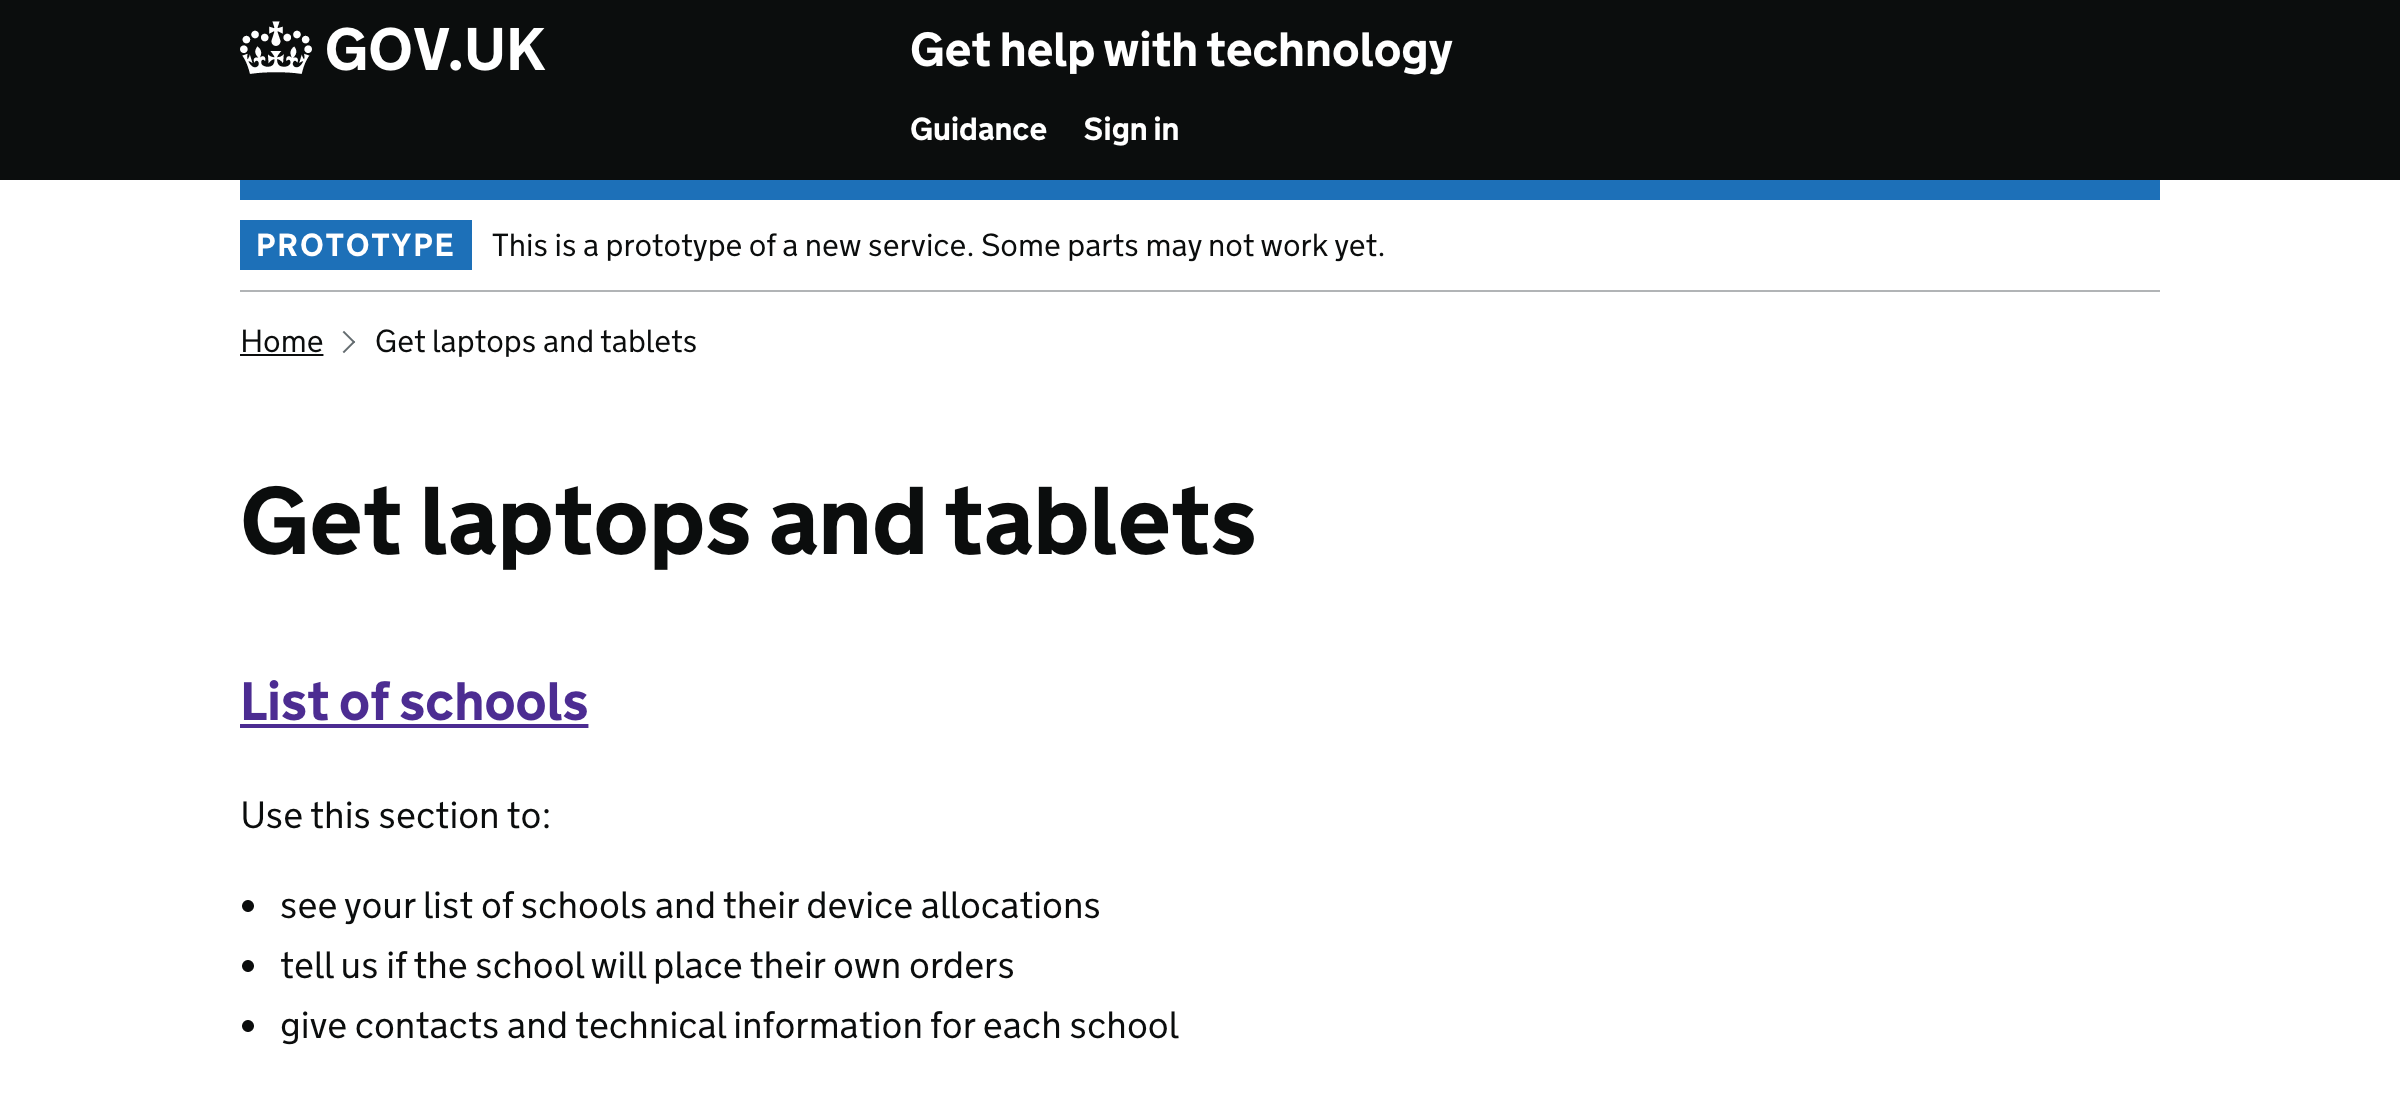 GOV.UK
Get help with technology
Guidance Sign in
PROTOTYPE This is a prototype of a new service. Some parts may not work yet.
Home > Get laptops and tablets
Get laptops and tablets
List of schools
Use this section to:
• see your list of schools and their device allocations
• tell us if the school will place their own orders
• give contacts and technical information for each school